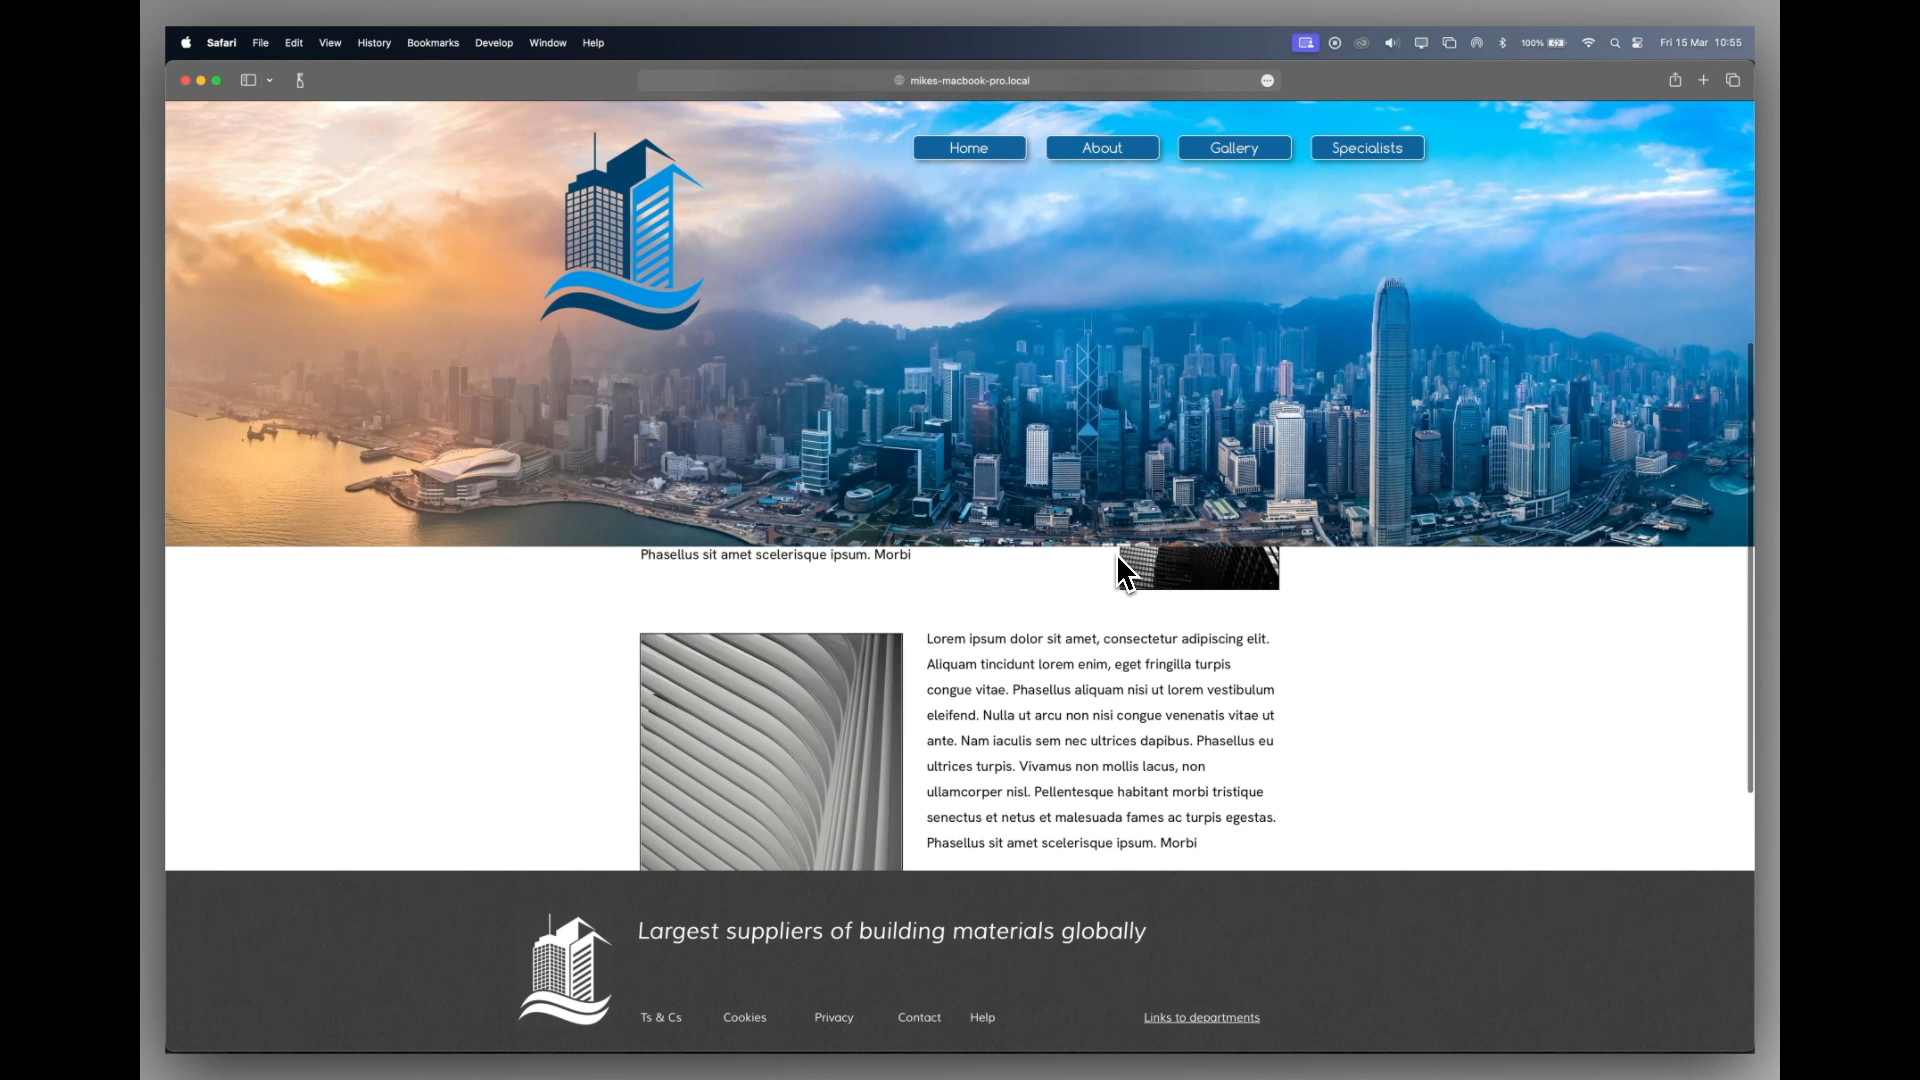 Safari File Edit View History Bookmarks Develop Window Help
100%
Fri 15 Mar 10:55
mikes-macbook-pro.local
Home
About
Gallery
Specialists
Phasellus sit amet scelerisque ipsum. Morbi
Lorem ipsum dolor sit amet, consectetur adipiscing elit.
Aliquam tincidunt lorem enim, eget fringilla turpis
congue vitae. Phasellus aliquam nisi ut lorem vestibulum
eleifend. Nulla ut arcu non nisi congue venenatis vitae ut
ante. Nam iaculis sem nec ultrices dapibus. Phasellus eu
ultrices turpis. Vivamus non mollis lacus, non
ullamcorper nisl. Pellentesque habitant morbi tristique
senectus et netus et malesuada fames ac turpis egestas.
Phasellus sit amet scelerisque ipsum. Morbi
Largest suppliers of building materials globally
Ts & Cs
Cookies
Privacy
Contact
Help
Links to departments